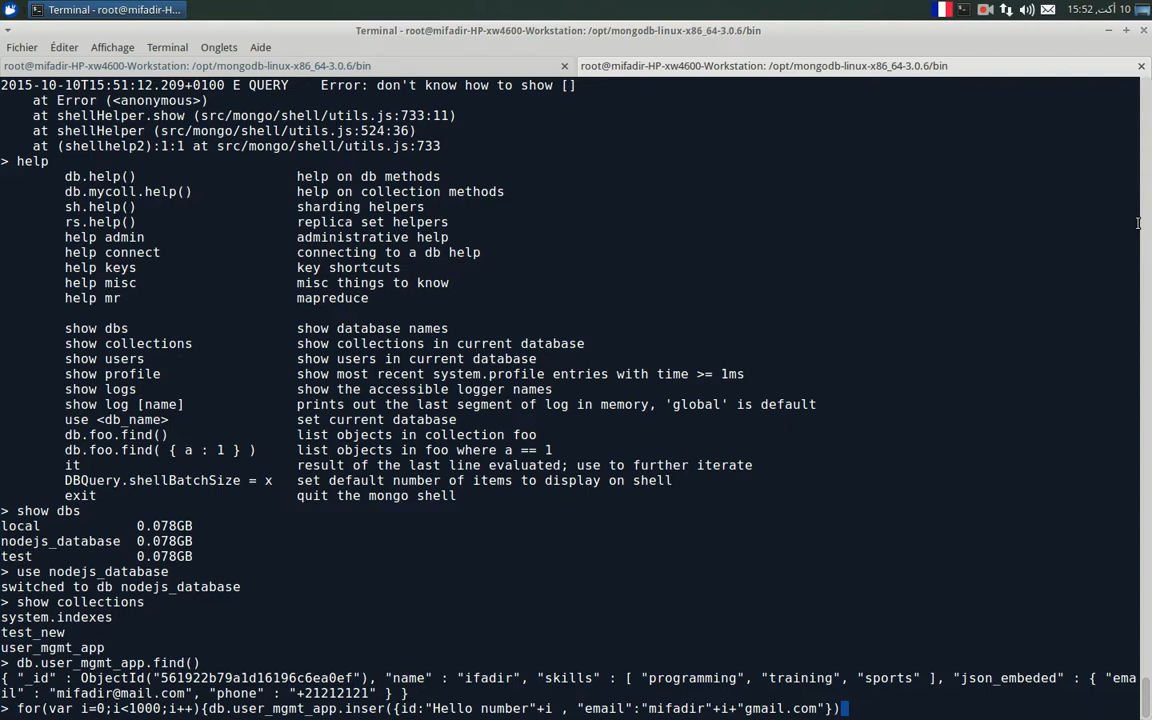 Terminal - root@mifadir-H...
10 أكت, 15:52
Terminal - root@mifadir-HP-xw4600-Workstation: /opt/mongodb-linux-x86_64-3.0.6/bin
Fichier Éditer Affichage Terminal Onglets Aide
root@mifadir-HP-xw4600-Workstation: /opt/mongodb-linux-x86_64-3.0.6/bin
root@mifadir-HP-xw4600-Workstation: /opt/mongodb-linux-x86_64-3.0.6/bin
2015-10-10T15:51:12.209+0100 E QUERY    Error: don't know how to show []
    at Error (<anonymous>)
    at shellHelper.show (src/mongo/shell/utils.js:733:11)
    at shellHelper (src/mongo/shell/utils.js:524:36)
    at (shellhelp2):1:1 at src/mongo/shell/utils.js:733
> help
        db.help()                    help on db methods
        db.mycoll.help()             help on collection methods
        sh.help()                    sharding helpers
        rs.help()                    replica set helpers
        help admin                   administrative help
        help connect                 connecting to a db help
        help keys                    key shortcuts
        help misc                    misc things to know
        help mr                      mapreduce
        show dbs                     show database names
        show collections             show collections in current database
        show users                   show users in current database
        show profile                 show most recent system.profile entries with time >= 1ms
        show logs                    show the accessible logger names
        show log [name]              prints out the last segment of log in memory, 'global' is default
        use <db_name>                set current database
        db.foo.find()                list objects in collection foo
        db.foo.find( { a : 1 } )     list objects in foo where a == 1
        it                           result of the last line evaluated; use to further iterate
        DBQuery.shellBatchSize = x   set default number of items to display on shell
        exit                         quit the mongo shell
> show dbs
local            0.078GB
nodejs_database  0.078GB
test             0.078GB
> use nodejs_database
switched to db nodejs_database
> show collections
system.indexes
test_new
user_mgmt_app
> db.user_mgmt_app.find()
{ "_id" : ObjectId("561922b79a1d16196c6ea0ef"), "name" : "ifadir", "skills" : [ "programming", "training", "sports" ], "json_embeded" : { "ema
il" : "mifadir@mail.com", "phone" : "+21212121" } }
> for(var i=0;i<1000;i++){db.user_mgmt_app.inser({id:"Hello number"+i , "email":"mifadir"+i+"gmail.com"})